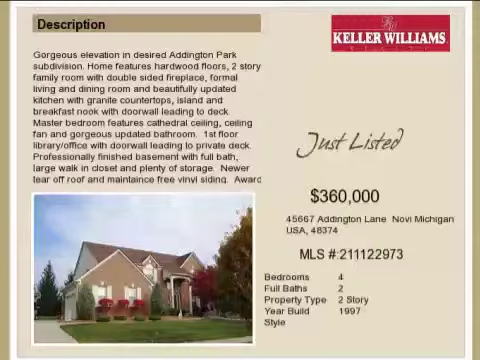 Description
Gorgeous elevation in desired Addington Park
subdivision. Home features hardwood floors, 2 story
family room with double sided fireplace, formal
living and dining room and beautifully updated
kitchen with granite countertops, island and
breakfast nook with doorwall leading to deck.
Master bedroom features cathedral ceiling, ceiling
fan and gorgeous updated bathroom. 1st floor
library/office with doorwall leading to private deck.
Professionally finished basement with full bath,
large walk in closet and plenty of storage. Newer
tear off roof and maintaince free vinyl siding. Award
KELLER WILLIAMS
Just Listed
$360,000
45667 Addington Lane Novi Michigan
USA, 48374
MLS #:211122973
Bedrooms 4
Full Baths 2
Property Type 2 Story
Year Build 1997
Style